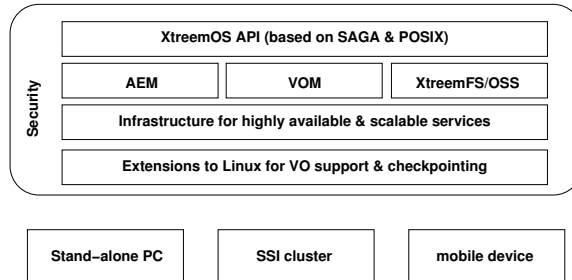 XtreemOS API (based on SAGA & POSIX)
Security
AEM VOM XtreemFS/OSS
Infrastructure for highly available & scalable services
Extensions to Linux for VO support & checkpointing
Stand−alone PC SSI cluster mobile device